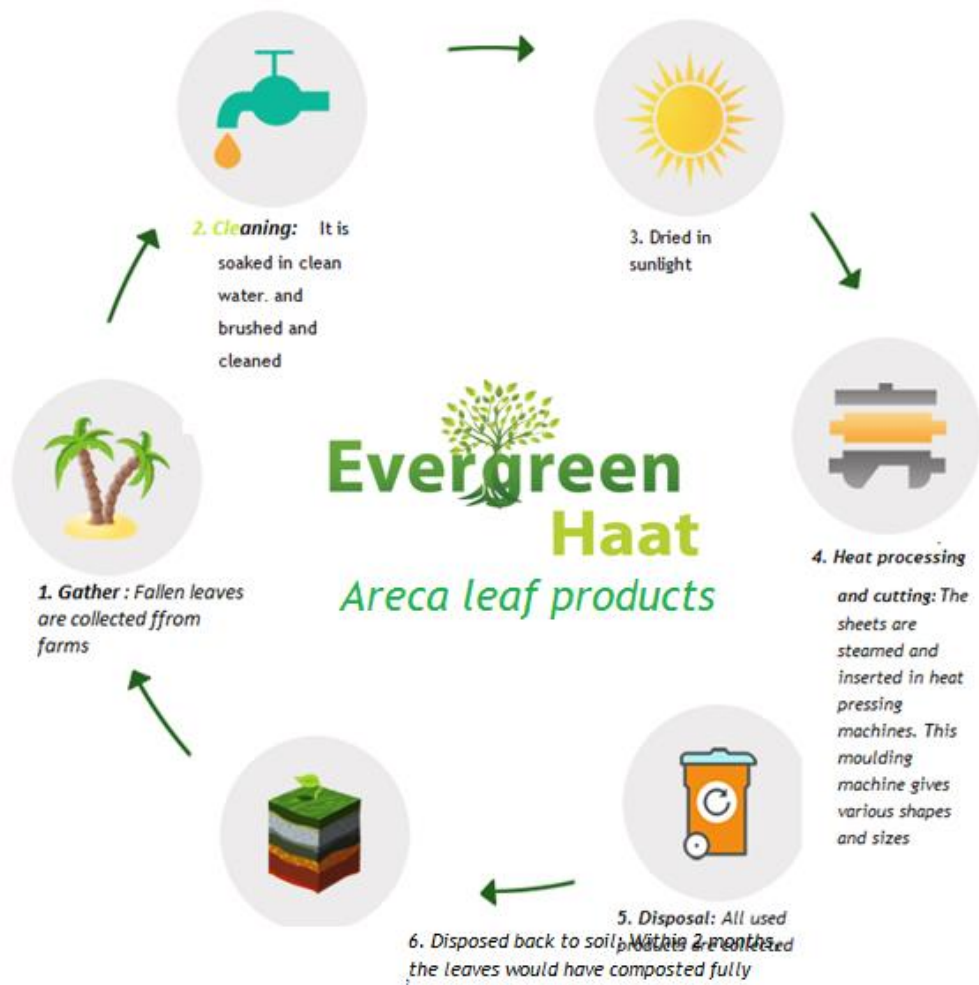 2. Cleaning: It is
soaked in clean
water. and
brushed and
cleaned
3. Dried in
sunlight
Evergreen
Haat
Areca leaf products
1. Gather : Fallen leaves
are collected ffrom
farms
4. Heat processing
and cutting: The
sheets are
steamed and
inserted in heat
pressing
machines. This
moulding
machine gives
various shapes
and sizes
5. Disposal: All used
products are collected
6. Disposed back to soil: Within 2 months,
the leaves would have composted fully